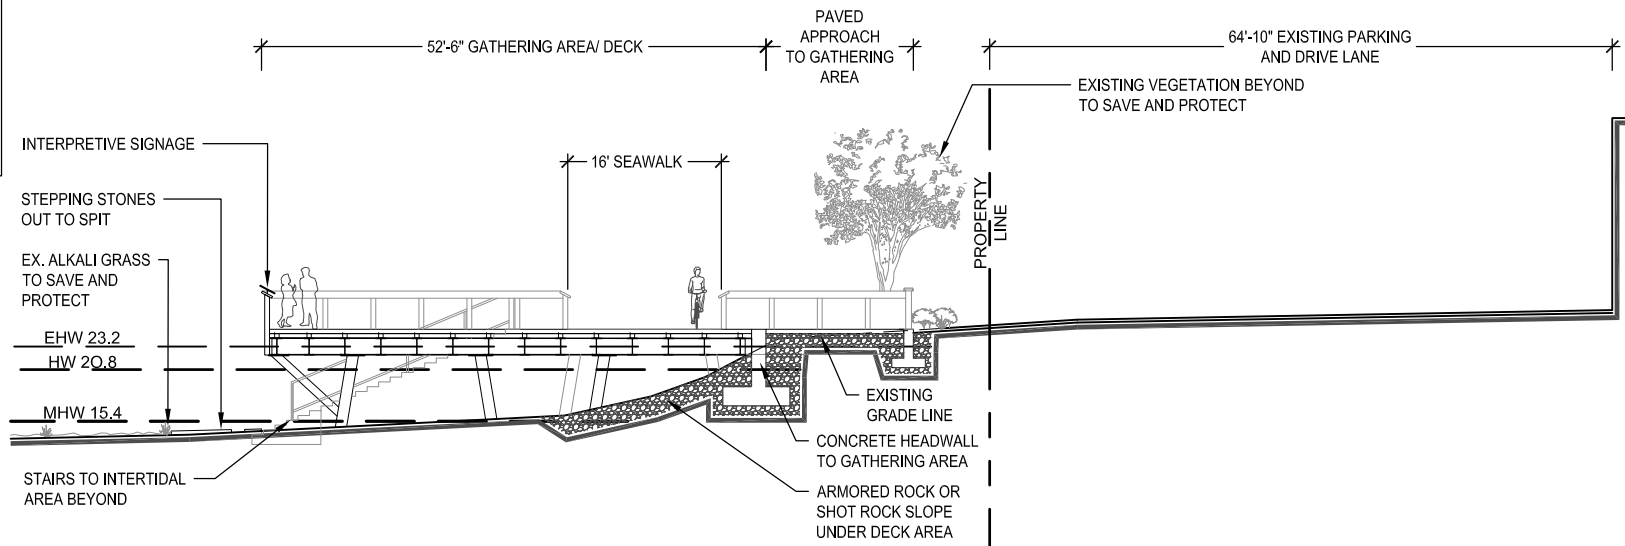 PAVED
APPROACH
TO GATHERING
AREA
52'-6" GATHERING AREA/ DECK
64'-10" EXISTING PARKING
AND DRIVE LANE
EXISTING VEGETATION BEYOND
TO SAVE AND PROTECT
INTERPRETIVE SIGNAGE
16' SEAWALK
STEPPING STONES
OUT TO SPIT
PROPERTY
LINE
EX. ALKALI GRASS
TO SAVE AND
PROTECT
EHW 23.2
HW 20.8
MHW 15.4
EXISTING
GRADE LINE
CONCRETE HEADWALL
TO GATHERING AREA
STAIRS TO INTERTIDAL
AREA BEYOND
ARMORED ROCK OR
SHOT ROCK SLOPE
UNDER DECK AREA